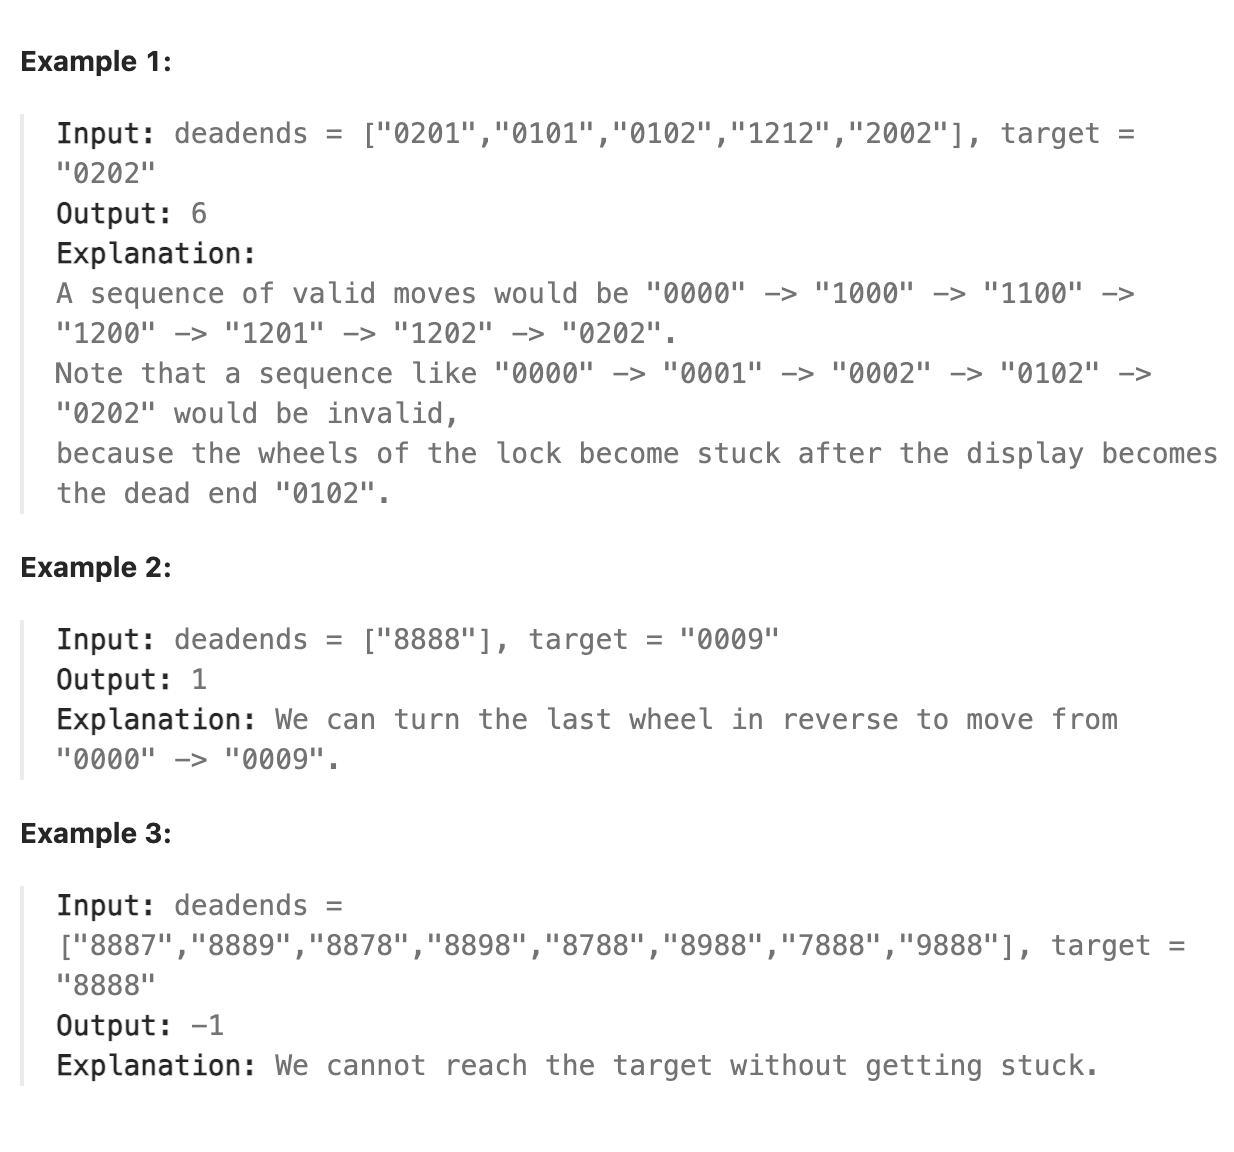 Example 1:
Input: deadends = ["0201","0101","0102","1212","2002"], target =
"0202"
Output: 6
Explanation:
A sequence of valid moves would be "0000" -> "1000" -> "1100" ->
"1200" -> "1201" -> "1202" -> "0202".
Note that a sequence like "0000" -> "0001" -> "0002" -> "0102" ->
"0202" would be invalid,
because the wheels of the lock become stuck after the display becomes
the dead end "0102".
Example 2:
Input: deadends = ["8888"], target = "0009"
Output: 1
Explanation: We can turn the last wheel in reverse to move from
"0000" -> "0009".
Example 3:
Input: deadends =
["8887","8889","8878","8898","8788","8988","7888","9888"], target =
"8888"
Output: -1
Explanation: We cannot reach the target without getting stuck.